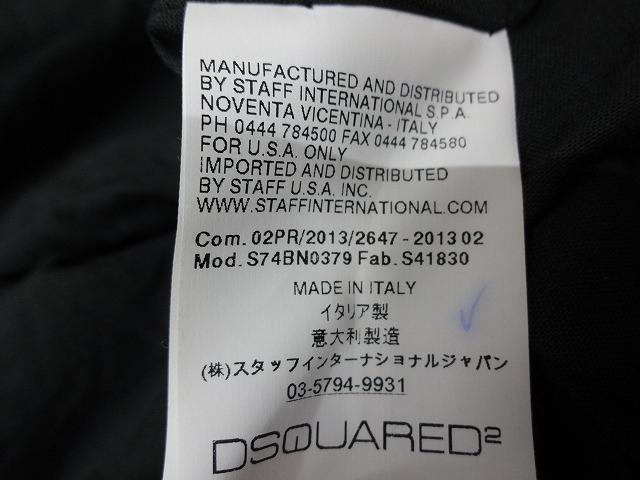 MANUFACTURED AND DISTRIBUTED
BY STAFF INTERNATIONAL S.P.A.
NOVENTA VICENTINA - ITALY
PH 0444 784500 FAX 0444 784580
FOR U.S.A. ONLY
IMPORTED AND DISTRIBUTED
BY STAFF U.S.A. INC.
WWW.STAFFINTERNATIONAL.COM
Com. 02PR/2013/2647 - 2013 02
Mod. S74BN0379 Fab. S41830
MADE IN ITALY
イタリア製
意大利製造
(株)スタッフインターナショナルジャパン
03-5794-9931
DSQUARED2